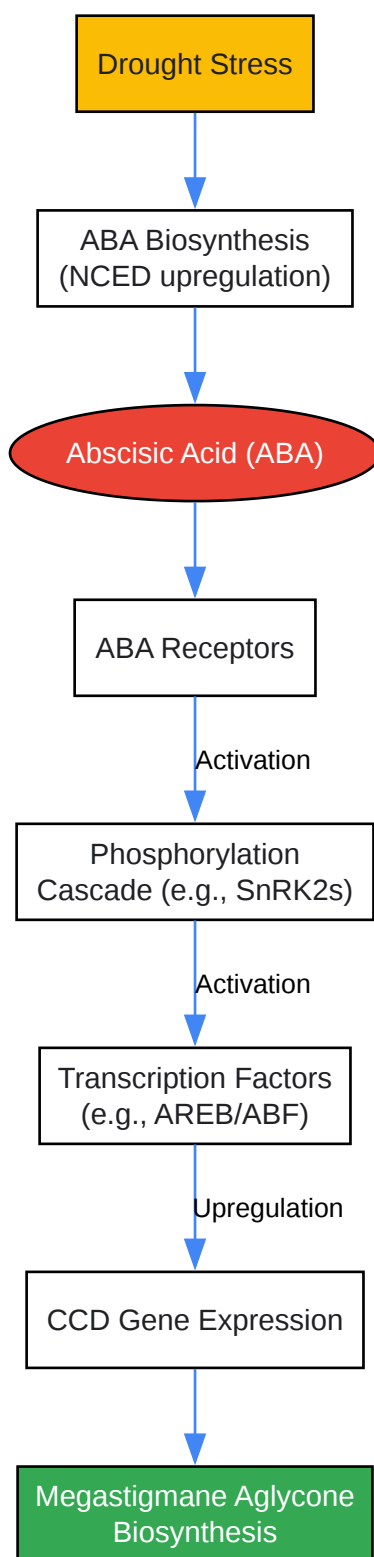 Drought Stress
ABA Biosynthesis
(NCED upregulation)
Abscisic Acid (ABA)
ABA Receptors
Activation
Phosphorylation
Cascade (e.g., SnRK2s)
Activation
Transcription Factors
(e.g., AREB/ABF)
Upregulation
CCD Gene Expression
Megastigmane Aglycone
Biosynthesis